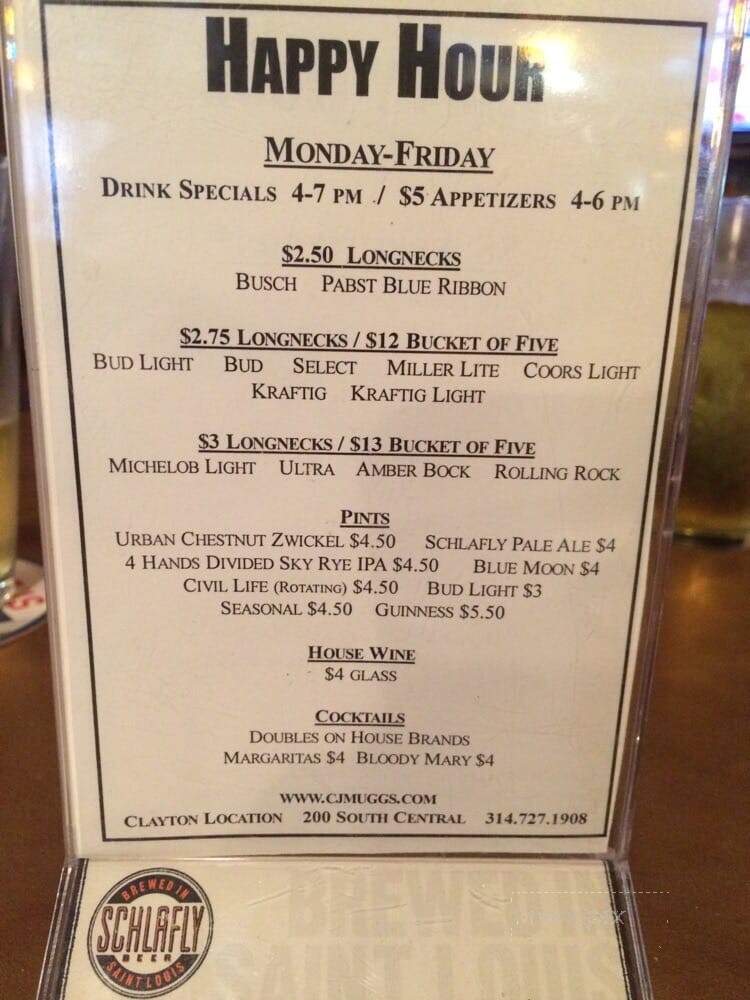 HAPPY HOUR
MONDAY-FRIDAY
DRINK SPECIALS 4-7 PM / $5 APPETIZERS 4-6 PM
$2.50 LONGNECKS
BUSCH PABST BLUE RIBBON
$2.75 LONGNECKS / $12 BUCKET OF FIVE
BUD LIGHT BUD SELECT MILLER LITE COORS LIGHT
KRAFTIG KRAFTIG LIGHT
$3 LONGNECKS / $13 BUCKET OF FIVE
MICHELOB LIGHT ULTRA AMBER BOCK ROLLING ROCK
PINTS
URBAN CHESTNUT ZWICKEL $4.50 SCHLAFLY PALE ALE $4
4 HANDS DIVIDED SKY RYE IPA $4.50 BLUE MOON $4
CIVIL LIFE (ROTATING) $4.50 BUD LIGHT $3
SEASONAL $4.50 GUINNESS $5.50
HOUSE WINE
$4 GLASS
COCKTAILS
DOUBLES ON HOUSE BRANDS
MARGARITAS $4 BLOODY MARY $4
WWW.CJMUGGS.COM
CLAYTON LOCATION 200 SOUTH CENTRAL 314.727.1908
BREWED IN
SCHLAFLY
BEER
SAINT LOUIS
BREWED IN
SAINT LOUIS